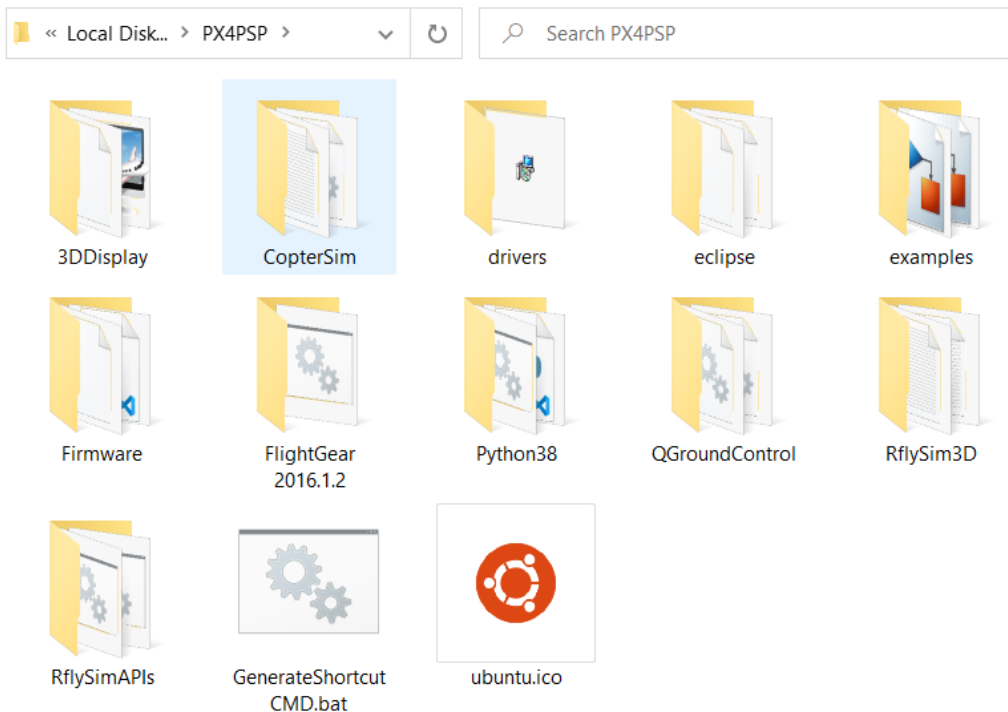 « Local Disk... > PX4PSP >
Search PX4PSP
3DDisplay
CopterSim
drivers
eclipse
examples
Firmware
FlightGear
2016.1.2
Python38
QGroundControl
RflySim3D
RflySimAPIs
GenerateShortcut
CMD.bat
ubuntu.ico